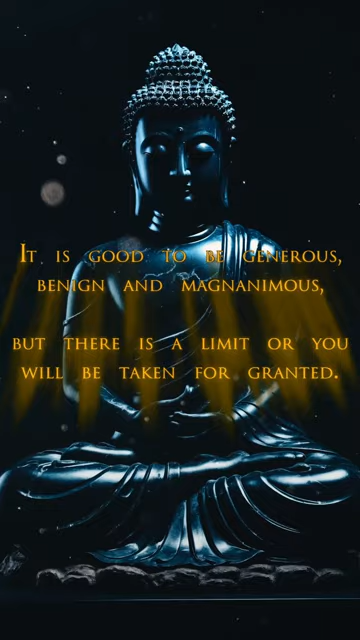 It is good to be generous,
benign and magnanimous,
but there is a limit or you
will be taken for granted.